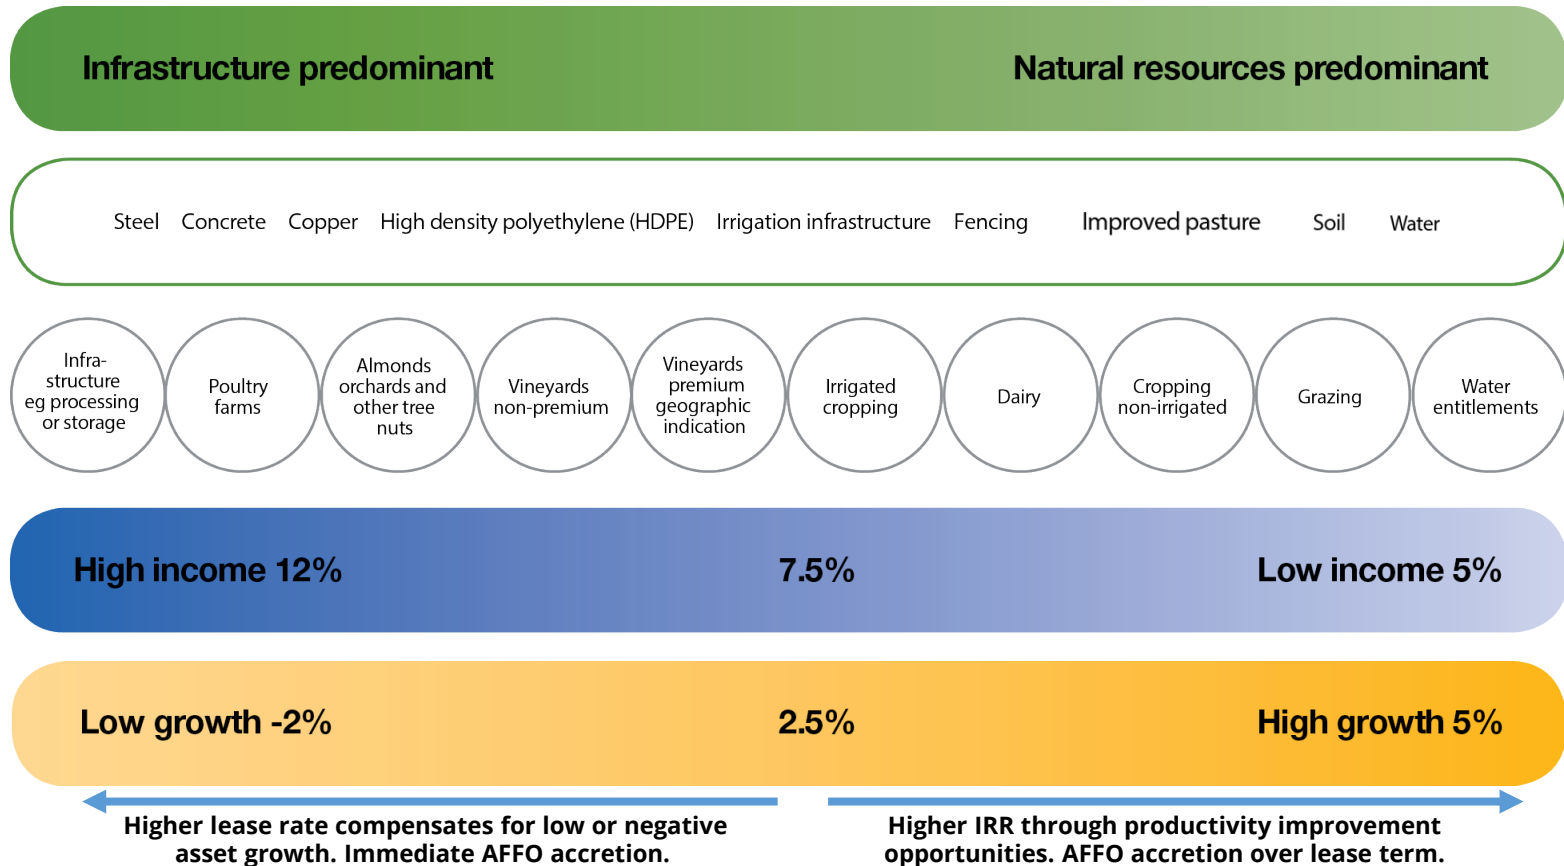 Infrastructure predominant
Natural resources predominant
Steel Concrete Copper High density polyethylene (HDPE) Irrigation infrastructure Fencing Improved pasture Soil Water
Infra-
structure
eg processing
or storage
Poultry
farms
Almonds
orchards and
other tree
nuts
Vineyards
non-premium
Vineyards
premium
geographic
indication
Irrigated
cropping
Dairy
Cropping
non-irrigated
Grazing
Water
entitlements
High income 12%
7.5%
Low income 5%
Low growth -2%
2.5%
High growth 5%
Higher lease rate compensates for low or negative
asset growth. Immediate AFFO accretion.
Higher IRR through productivity improvement
opportunities. AFFO accretion over lease term.